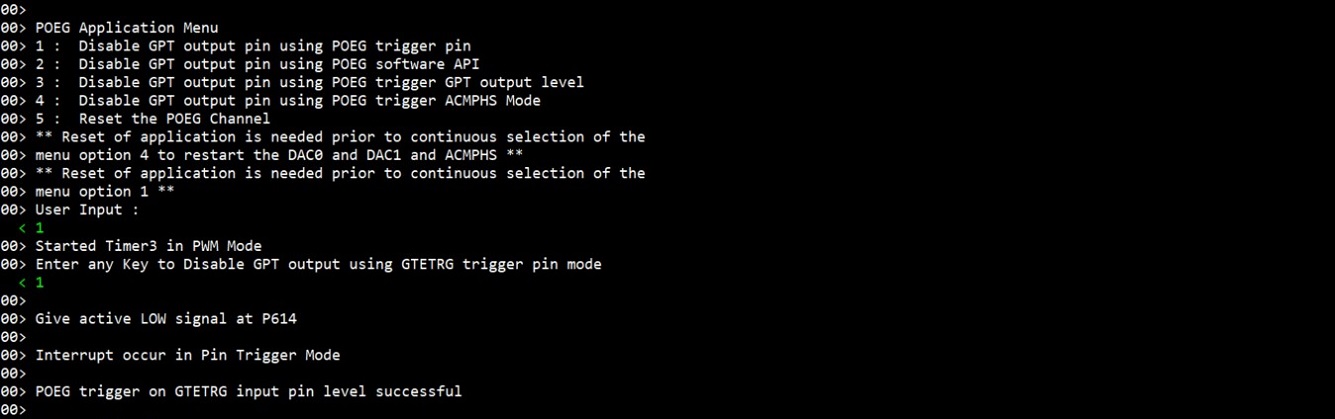 00>
00> POEG Application Menu
00> 1 :  Disable GPT output pin using POEG trigger pin
00> 2 :  Disable GPT output pin using POEG software API
00> 3 :  Disable GPT output pin using POEG trigger GPT output level
00> 4 :  Disable GPT output pin using POEG trigger ACMPHS Mode
00> 5 :  Reset the POEG Channel
00> ** Reset of application is needed prior to continuous selection of the
00> menu option 4 to restart the DAC0 and DAC1 and ACMPHS **
00> ** Reset of application is needed prior to continuous selection of the
00> menu option 1 **
00> User Input :
< 1
00> Started Timer3 in PWM Mode
00> Enter any Key to Disable GPT output using GTETRG trigger pin mode
< 1
00>
00> Give active LOW signal at P614
00>
00> Interrupt occur in Pin Trigger Mode
00>
00> POEG trigger on GTETRG input pin level successful
00>